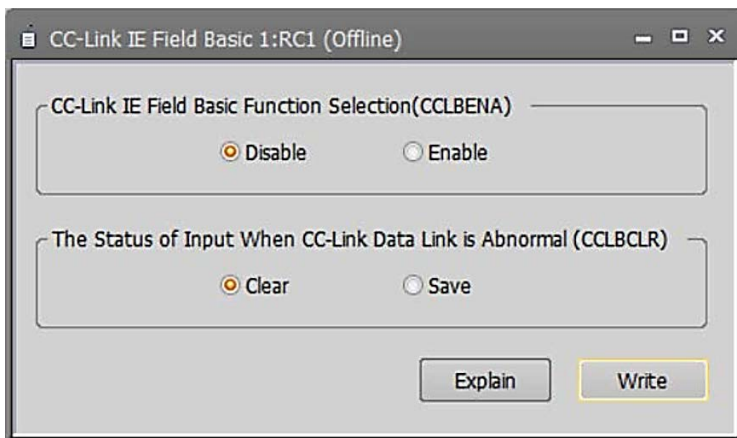 CC-Link IE Field Basic 1:RC1 (Offline)
CC-Link IE Field Basic Function Selection(CCLBENA)
Disable Enable
The Status of Input When CC-Link Data Link is Abnormal (CCLBCLR)
Clear Save
Explain Write